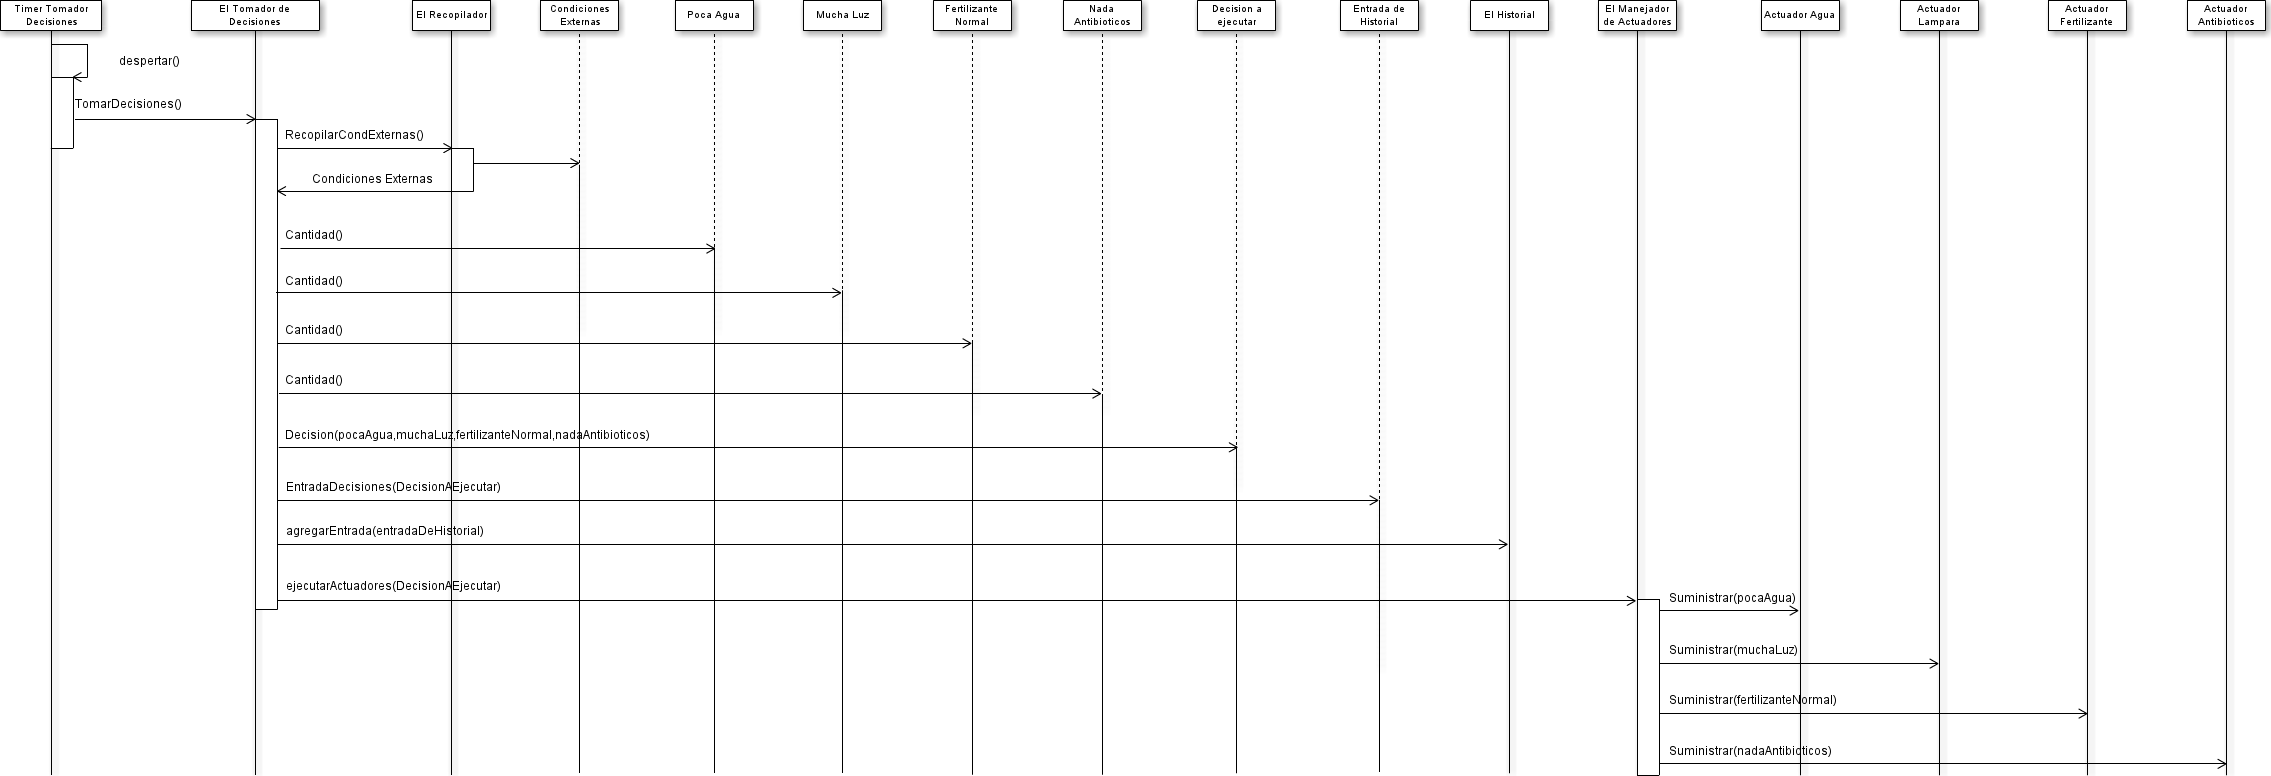 Timer Tomador
Decisiones
El Tomador de
Decisiones
El Recopilador
Condiciones
Externas
Poca Agua
Mucha Luz
Fertilizante
Normal
Nada
Antibioticos
Decision a
ejecutar
Entrada de
Historial
El Historial
El Manejador
de Actuadores
Actuador Agua
Actuador
Lampara
Actuador
Fertilizante
Actuador
Antibioticos
despertar()
TomarDecisiones()
RecopilarCondExternas()
Condiciones Externas
Cantidad()
Cantidad()
Cantidad()
Cantidad()
Decision(pocaAgua,muchaLuz,fertilizanteNormal,nadaAntibioticos)
EntradaDecisiones(DecisionAEjecutar)
agregarEntrada(entradaDeHistorial)
ejecutarActuadores(DecisionAEjecutar)
Suministrar(pocaAgua)
Suministrar(muchaLuz)
Suministrar(fertilizanteNormal)
Suministrar(nadaAntibioticos)